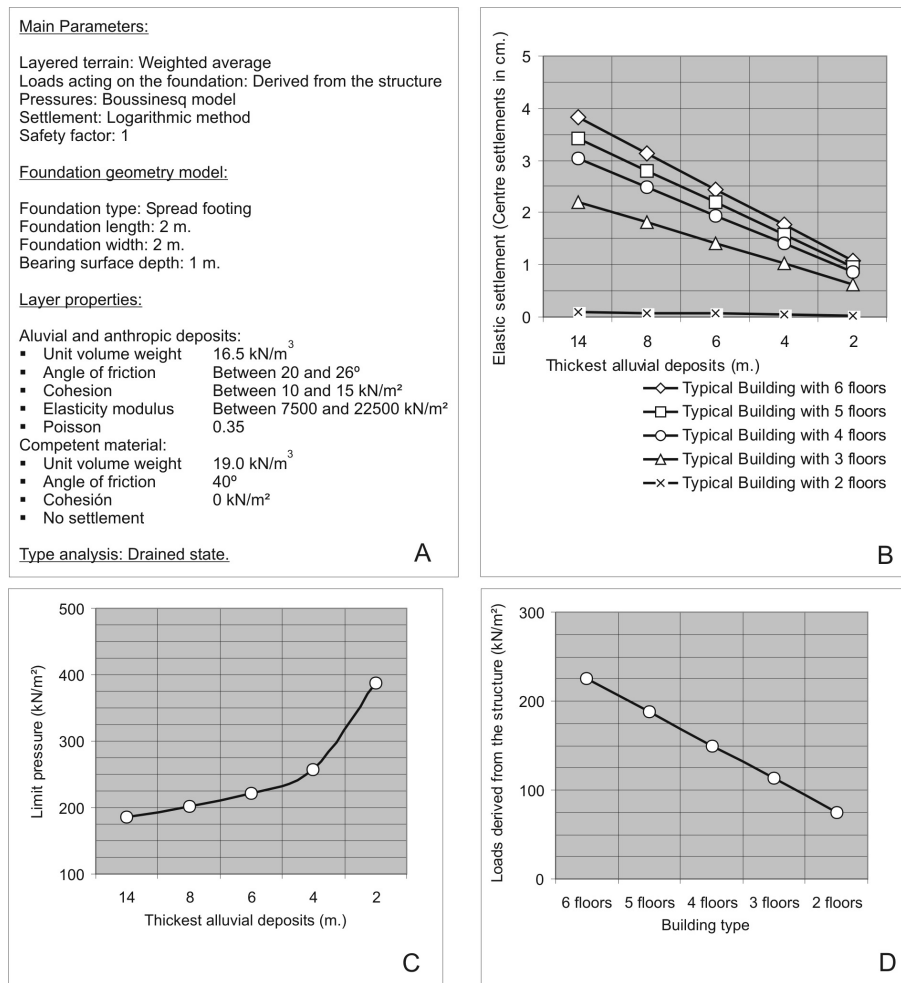 Main Parameters:
Layered terrain: Weighted average
Loads acting on the foundation: Derived from the structure
Pressures: Boussinesq model
Settlement: Logarithmic method
Safety factor: 1
Foundation geometry model:
Foundation type: Spread footing
Foundation length: 2 m.
Foundation width: 2 m.
Bearing surface depth: 1 m.
Layer properties:
Aluvial and anthropic deposits:
▪ Unit volume weight 16.5 kN/m³
▪ Angle of friction Between 20 and 26º
▪ Cohesion Between 10 and 15 kN/m²
▪ Elasticity modulus Between 7500 and 22500 kN/m²
▪ Poisson 0.35
Competent material:
▪ Unit volume weight 19.0 kN/m³
▪ Angle of friction 40º
▪ Cohesión 0 kN/m²
▪ No settlement
Type analysis: Drained state.
A
Elastic settlement (Centre settlements in cm.)
5
4
3
2
1
0
14 8 6 4 2
Thickest alluvial deposits (m.)
Typical Building with 6 floors
Typical Building with 5 floors
Typical Building with 4 floors
Typical Building with 3 floors
Typical Building with 2 floors
B
Limit pressure (kN/m²)
500
400
300
200
100
14 8 6 4 2
Thickest alluvial deposits (m.)
C
Loads derived from the structure (kN/m²)
300
200
100
0
6 floors 5 floors 4 floors 3 floors 2 floors
Building type
D